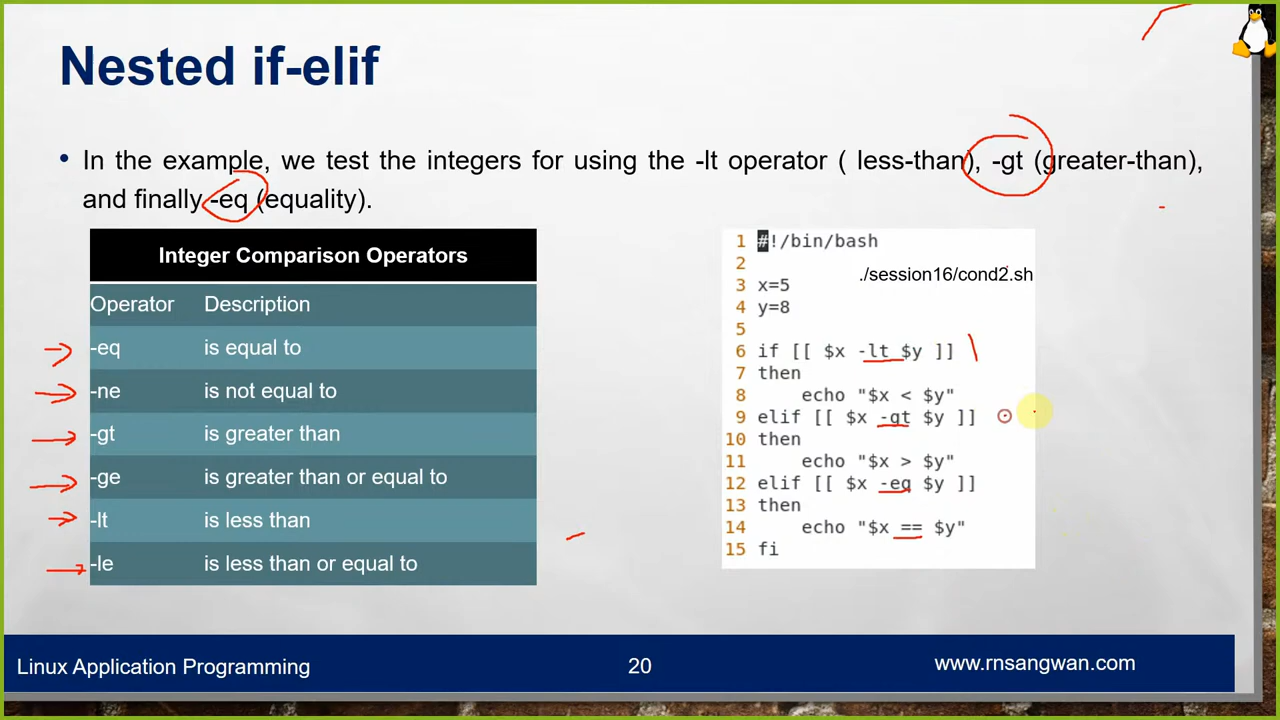 Nested if-elif
• In the example, we test the integers for using the -lt operator ( less-than), -gt (greater-than),
and finally -eq (equality).
Integer Comparison Operators
Operator Description
-eq is equal to
-ne is not equal to
-gt is greater than
-ge is greater than or equal to
-lt is less than
-le is less than or equal to
1 #!/bin/bash
2
./session16/cond2.sh
3 x=5
4 y=8
5
6 if [[ $x -lt $y ]]
7 then
8 echo "$x < $y"
9 elif [[ $x -gt $y ]]
10 then
11 echo "$x > $y"
12 elif [[ $x -eq $y ]]
13 then
14 echo "$x == $y"
15 fi
Linux Application Programming
20
www.rnsangwan.com